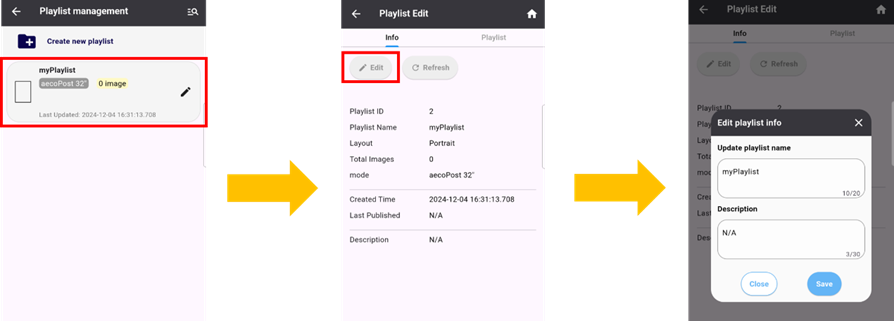 Playlist management
Create new playlist
myPlaylist
aecoPost 32"
0 image
Last Updated: 2024-12-04 16:31:13.708
Playlist Edit
Info
Playlist
Edit
Refresh
Playlist ID 2
Playlist Name myPlaylist
Layout Portrait
Total Images 0
mode aecoPost 32"
Created Time 2024-12-04 16:31:13.708
Last Published N/A
Description N/A
Playlist Edit
Info
Playlist
Edit
Refresh
Playlist ID 2
Edit playlist info
Update playlist name
myPlaylist
10/20
Description
N/A
3/30
Close
Save